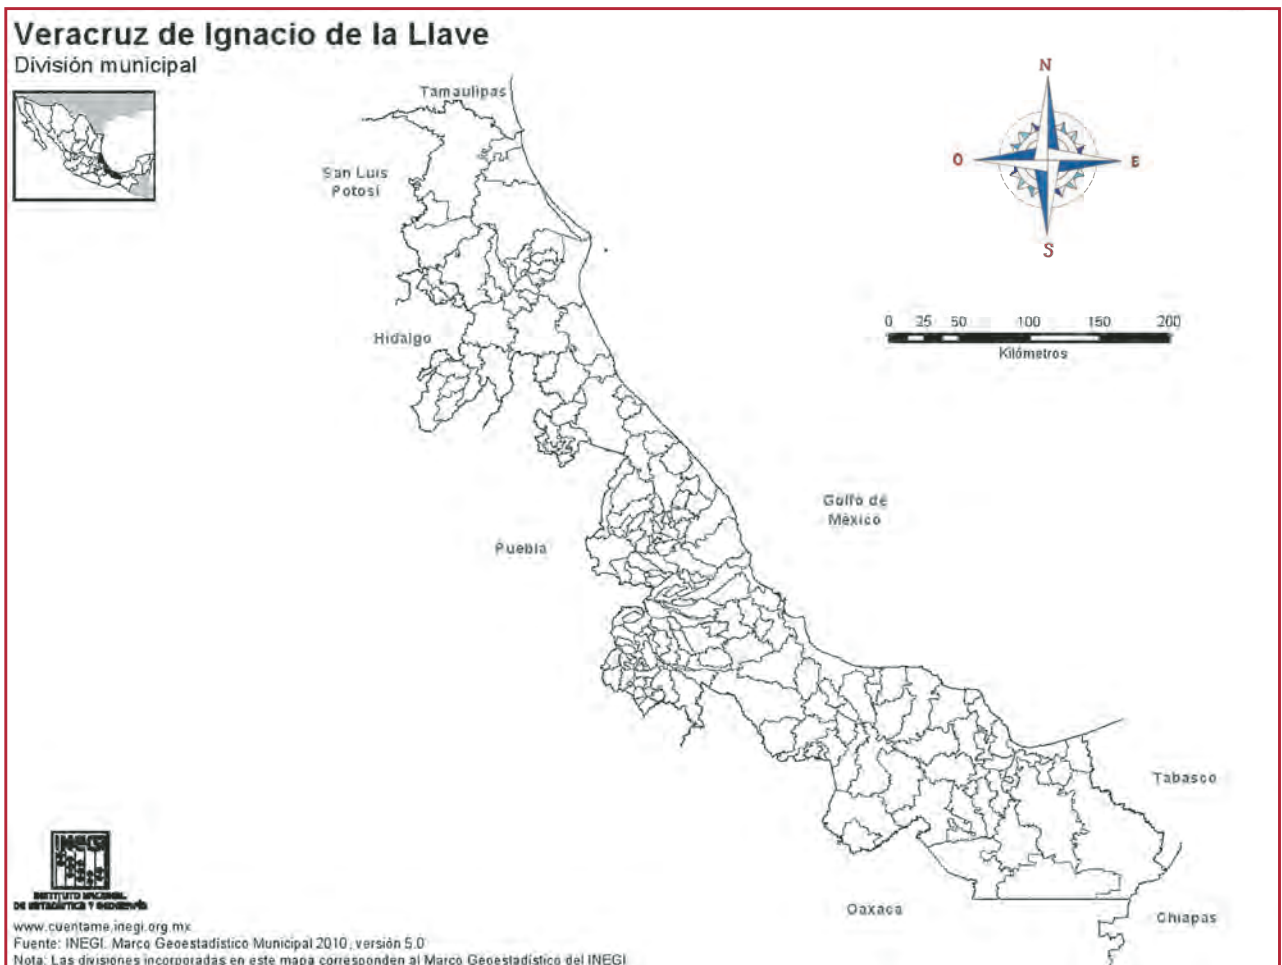 Veracruz de Ignacio de la Llave
División municipal
Tamaulipas
N
O
E
S
San Luis
Potosí
0 25 50 100 150 200
Kilómetros
Hidalgo
Golfo de
México
Puebla
Tabasco
INEGI
INSTITUTO NACIONAL
DE ESTADÍSTICA Y GEOGRAFÍA
Oaxaca
Chiapas
www.cuentame.inegi.org.mx
Fuente: INEGI. Marco Geoestadístico Municipal 2010, versión 5.0
Nota: Las divisiones incorporadas en este mapa corresponden al Marco Geoestadístico del INEGI